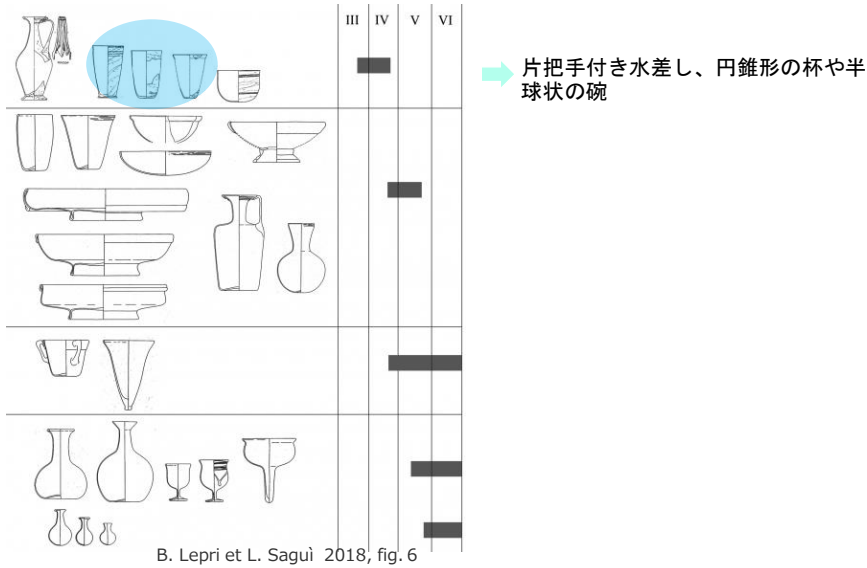 III IV V VI
片把手付き水差し、円錐形の杯や半
球状の碗
B. Lepri et L. Saguì 2018, fig. 6